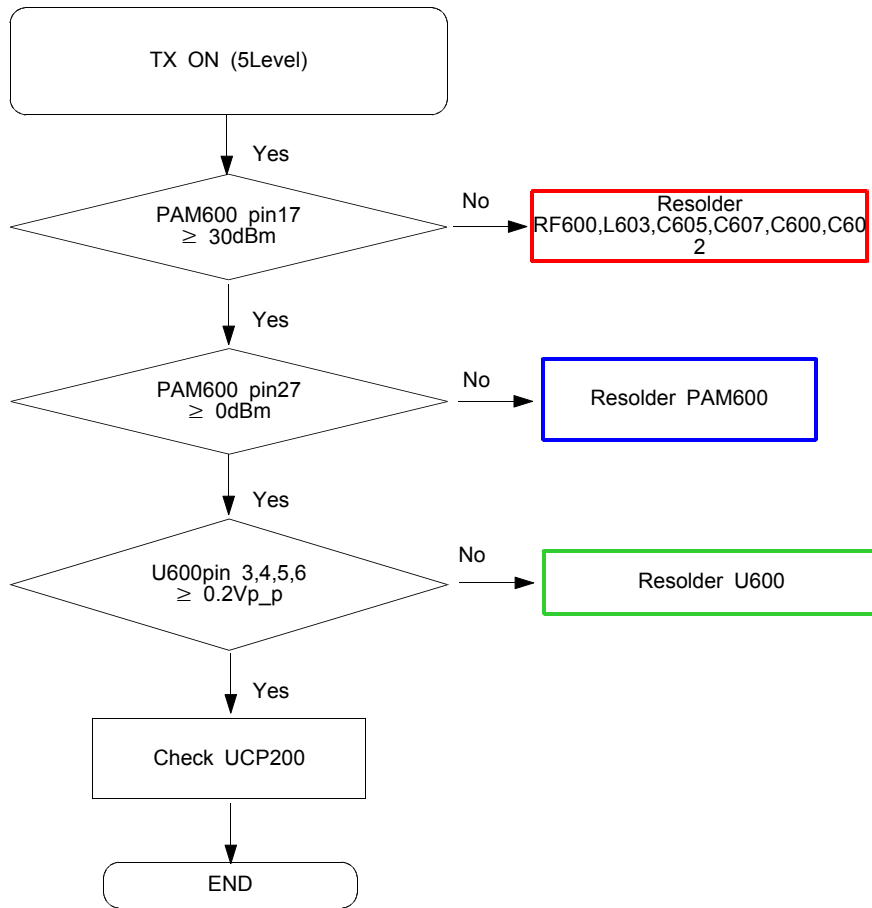 TX ON (5Level)
Yes
PAM600 pin17
≥ 30dBm
No
Resolder
RF600,L603,C605,C607,C600,C60
2
Yes
PAM600 pin27
≥ 0dBm
No
Resolder PAM600
Yes
U600pin 3,4,5,6
≥ 0.2Vp_p
No
Resolder U600
Yes
Check UCP200
END